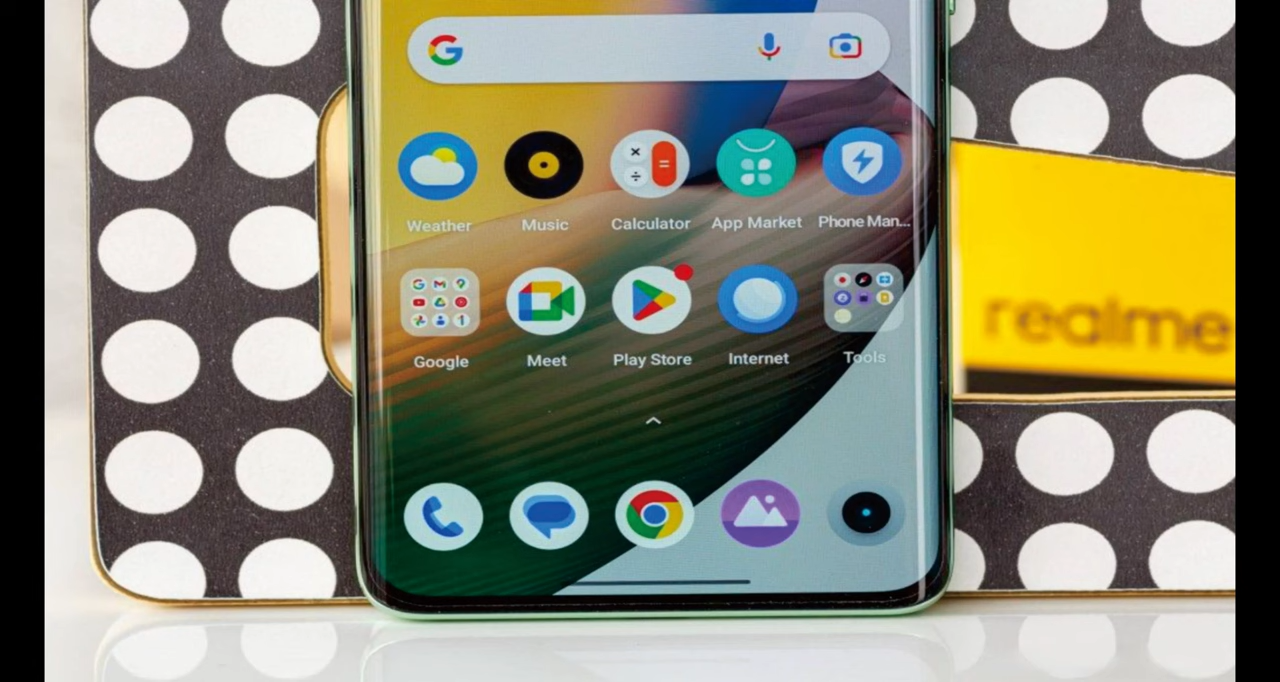 Weather Music Calculator App Market Phone Man...
Google Meet Play Store Internet Tools
realme